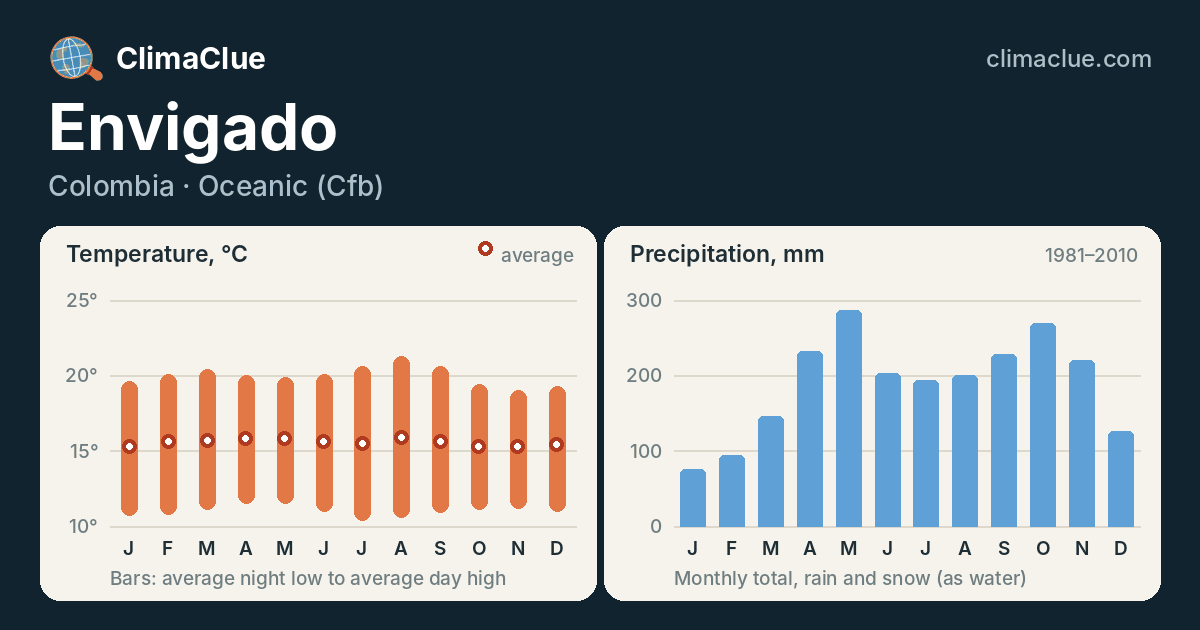 ClimaClue
climaclue.com
Envigado
Colombia · Oceanic (Cfb)
Temperature, °C
average
25°
20°
15°
10°
J F M A M J J A S O N D
Bars: average night low to average day high
Precipitation, mm
1981–2010
300
200
100
0
J F M A M J J A S O N D
Monthly total, rain and snow (as water)